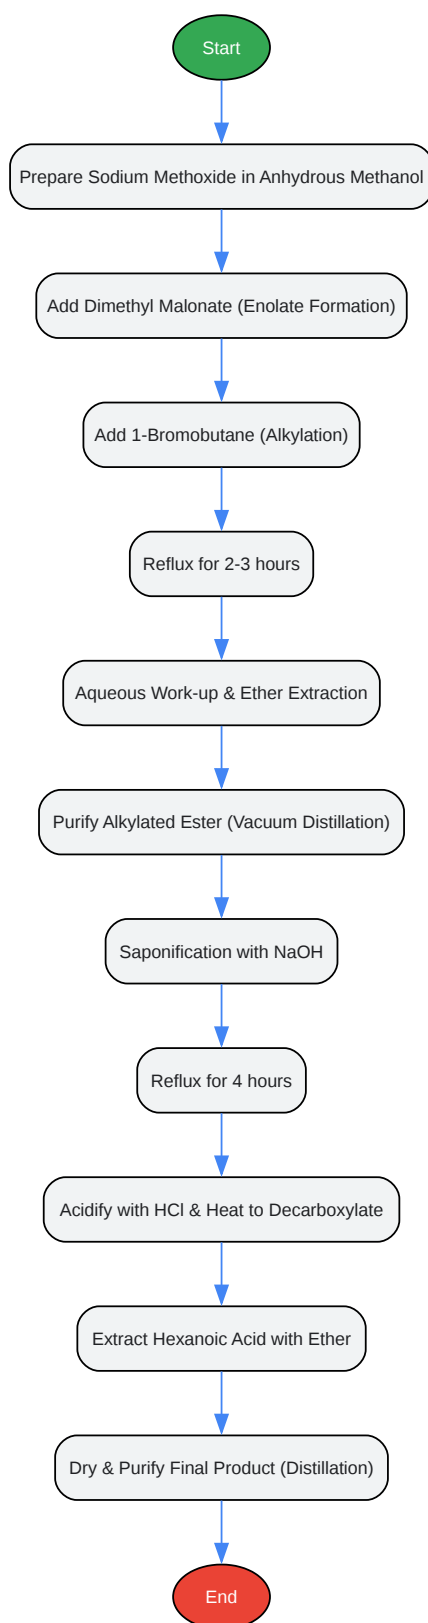 Start
Prepare Sodium Methoxide in Anhydrous Methanol
Add Dimethyl Malonate (Enolate Formation)
Add 1-Bromobutane (Alkylation)
Reflux for 2-3 hours
Aqueous Work-up & Ether Extraction
Purify Alkylated Ester (Vacuum Distillation)
Saponification with NaOH
Reflux for 4 hours
Acidify with HCl & Heat to Decarboxylate
Extract Hexanoic Acid with Ether
Dry & Purify Final Product (Distillation)
End